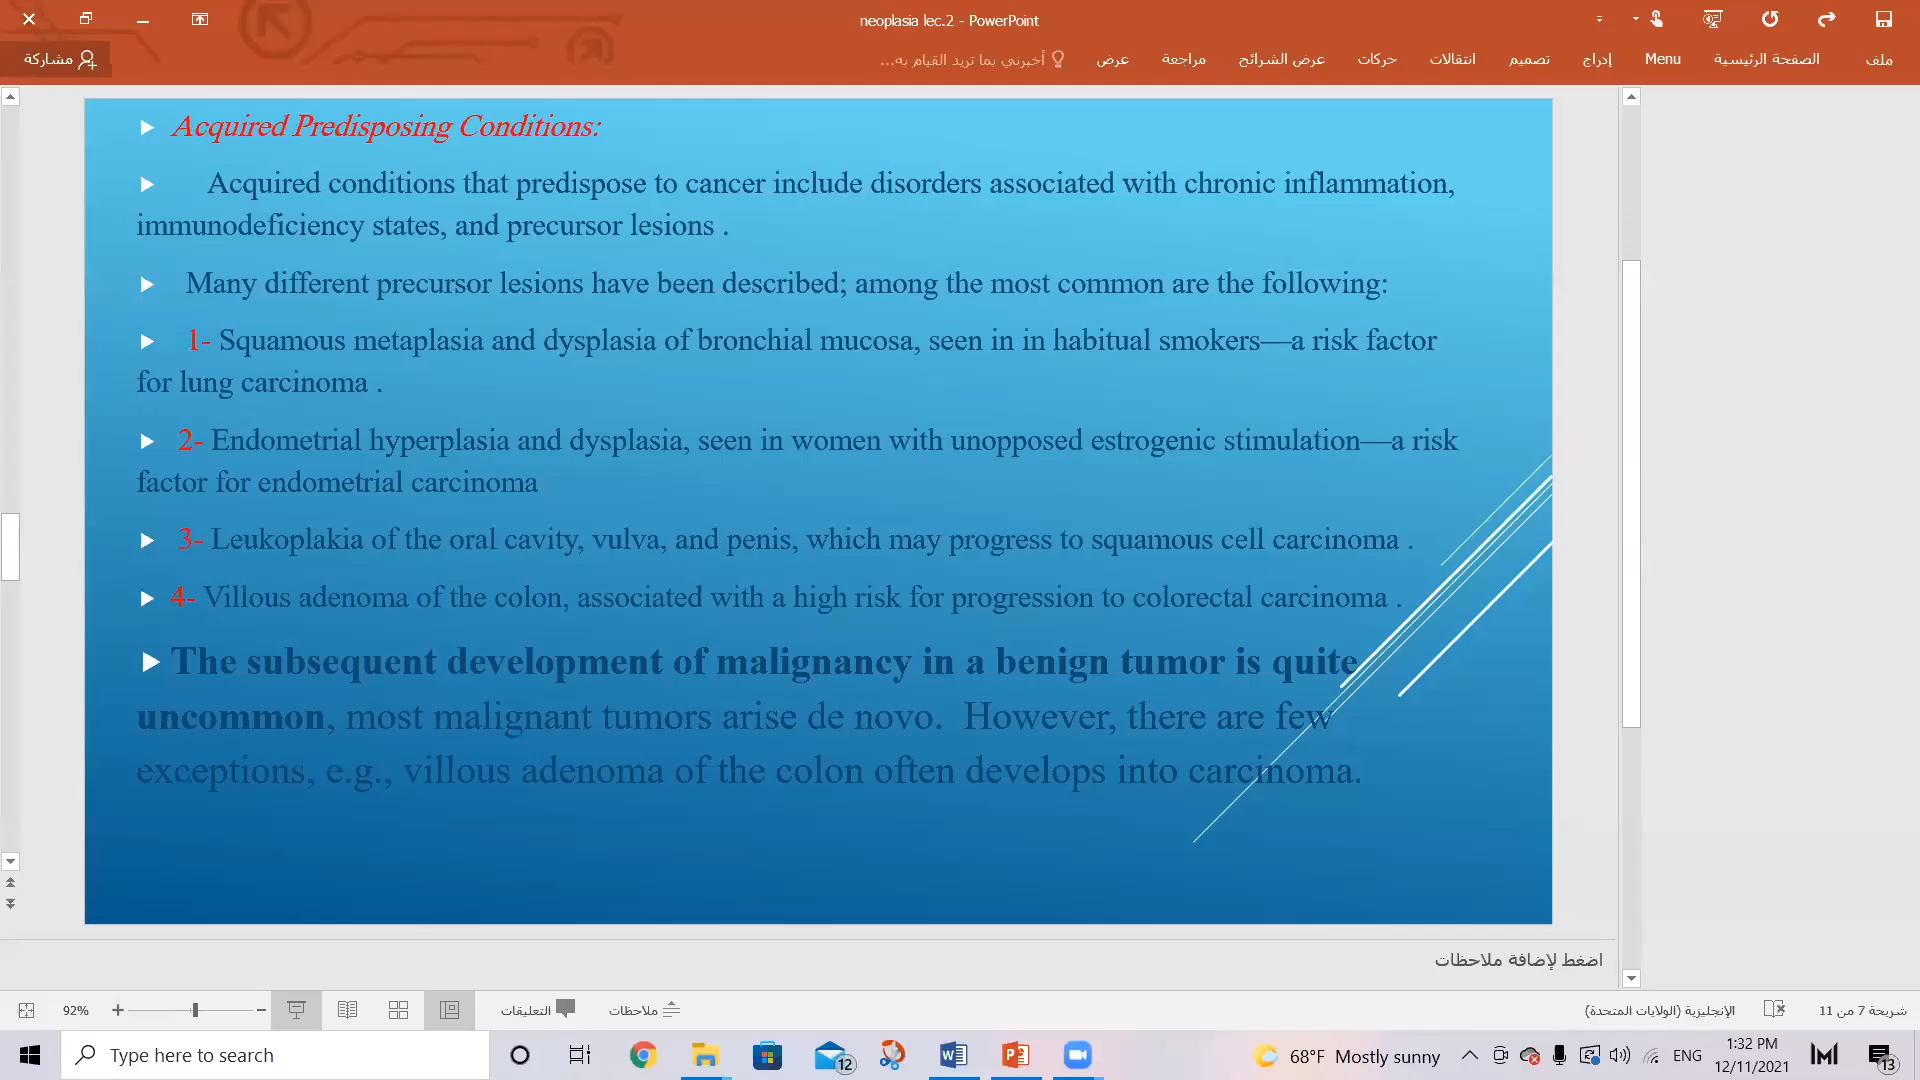 neoplasia lec.2 - PowerPoint
مشاركة
أخبرني بما تريد القيام به...
عرض
مراجعة
عرض الشرائح
حركات
انتقالات
تصميم
إدراج
Menu
الصفحة الرئيسية
ملف
Acquired Predisposing Conditions:
Acquired conditions that predispose to cancer include disorders associated with chronic inflammation,
immunodeficiency states, and precursor lesions .
Many different precursor lesions have been described; among the most common are the following:
1- Squamous metaplasia and dysplasia of bronchial mucosa, seen in in habitual smokers—a risk factor
for lung carcinoma .
2- Endometrial hyperplasia and dysplasia, seen in women with unopposed estrogenic stimulation—a risk
factor for endometrial carcinoma
3- Leukoplakia of the oral cavity, vulva, and penis, which may progress to squamous cell carcinoma .
4- Villous adenoma of the colon, associated with a high risk for progression to colorectal carcinoma .
The subsequent development of malignancy in a benign tumor is quite
uncommon, most malignant tumors arise de novo. However, there are few
exceptions, e.g., villous adenoma of the colon often develops into carcinoma.
اضغط لإضافة ملاحظات
92%
التعليقات
ملاحظات
الإنجليزية (الولايات المتحدة)
شريحة 7 من 11
Type here to search
12
68°F Mostly sunny
ENG
1:32 PM
12/11/2021
13